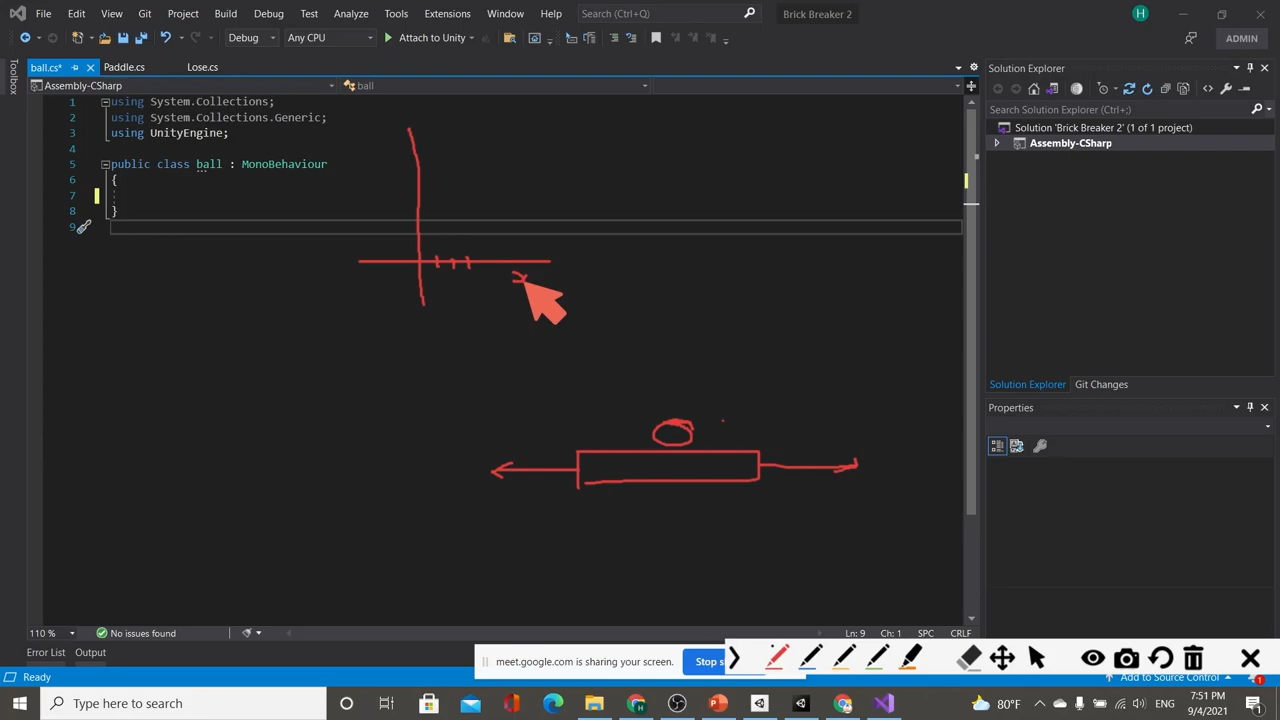 File Edit View Git Project Build Debug Test Analyze Tools Extensions Window Help Search (Ctrl+Q) Brick Breaker 2 H
Debug Any CPU Attach to Unity ADMIN
Toolbox
ball.cs* Paddle.cs Lose.cs
Assembly-CSharp ball
1 using System.Collections;
2 using System.Collections.Generic;
3 using UnityEngine;
4
5 public class ball : MonoBehaviour
6 {
7
8 }
9
Solution Explorer
Search Solution Explorer (Ctrl+;)
Solution 'Brick Breaker 2' (1 of 1 project)
Assembly-CSharp
Solution Explorer Git Changes
Properties
110 % No issues found Ln: 9 Ch: 1 SPC CRLF
Error List Output
meet.google.com is sharing your screen. Stop
Ready Add to Source Control 1
Type here to search 80°F ENG 7:51 PM
9/4/2021